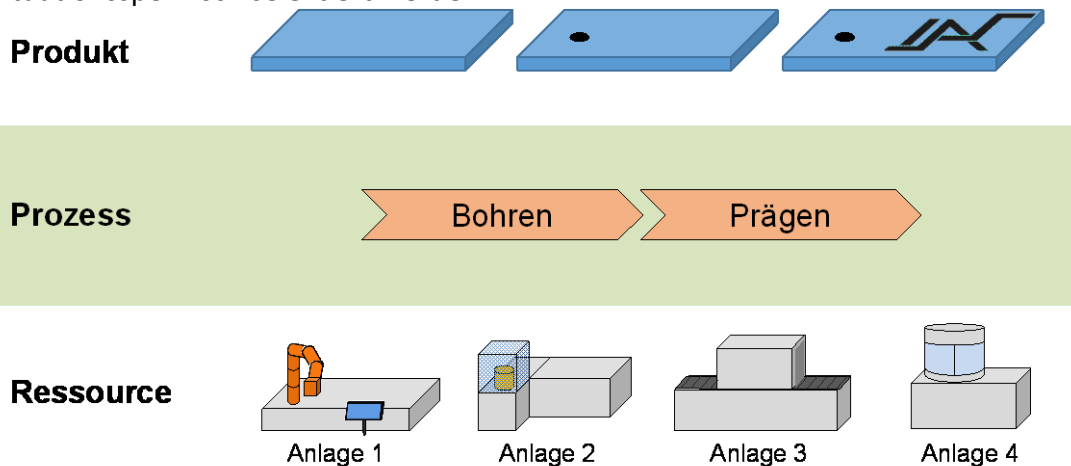 Produkt
Prozess
Bohren
Prägen
Ressource
Anlage 1
Anlage 2
Anlage 3
Anlage 4